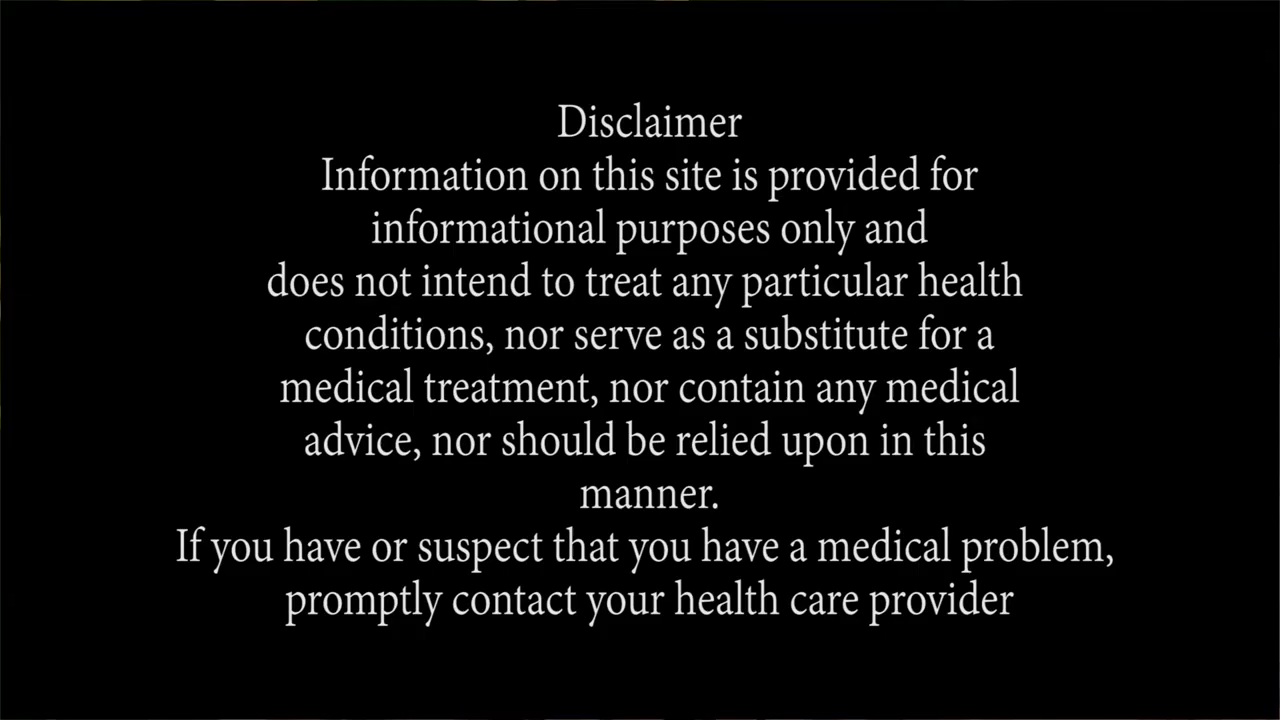 Disclaimer
Information on this site is provided for
informational purposes only and
does not intend to treat any particular health
conditions, nor serve as a substitute for a
medical treatment, nor contain any medical
advice, nor should be relied upon in this
manner.
If you have or suspect that you have a medical problem,
promptly contact your health care provider